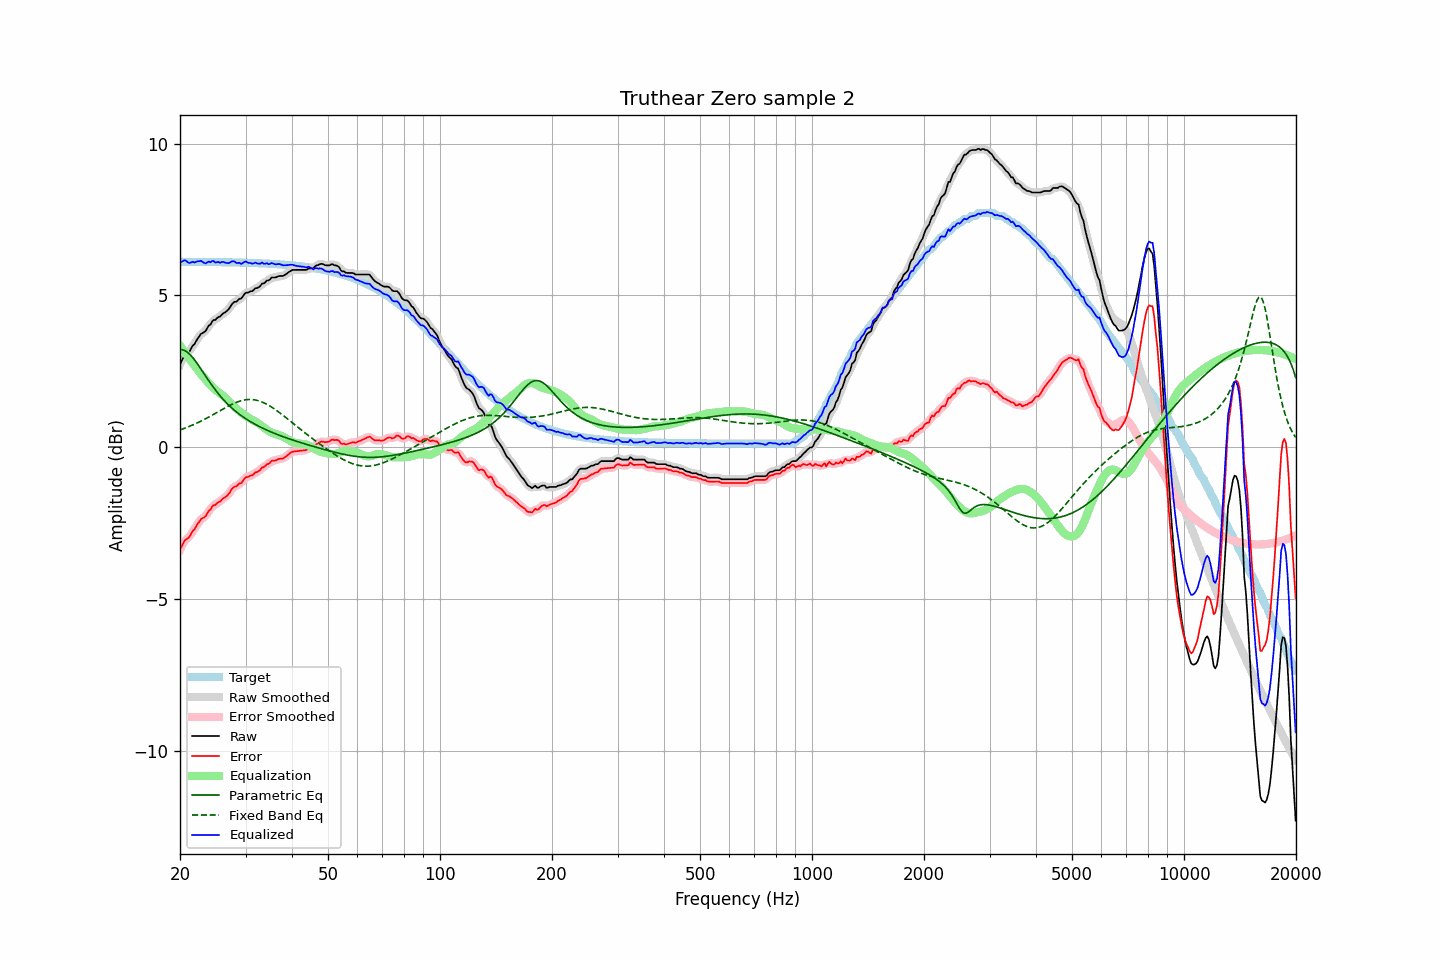 Truthear Zero sample 2
10
5
0
−5
−10
Amplitude (dBr)
Target
Raw Smoothed
Error Smoothed
Raw
Error
Equalization
Parametric Eq
Fixed Band Eq
Equalized
20 50 100 200 500 1000 2000 5000 10000 20000
Frequency (Hz)